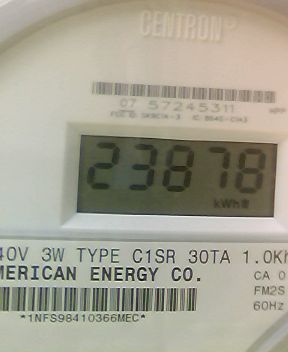 CENTRON®
07 57245311
23878
kWh
40V 3W TYPE C1SR 30TA 1.0Kh
MERICAN ENERGY CO.
CA 0
FM2S
60Hz
*1NFS98410366MEC*